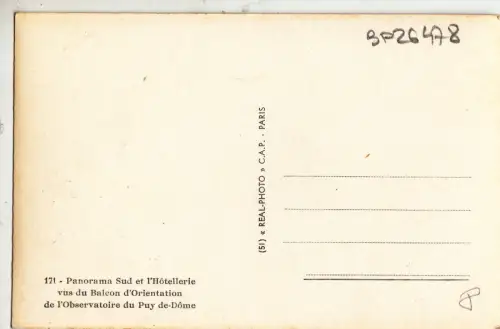 BP26478
(51) « REAL-PHOTO » C.A.P. - PARIS
171 - Panorama Sud et l'Hôtellerie
vus du Balcon d'Orientation
de l'Observatoire du Puy de-Dôme